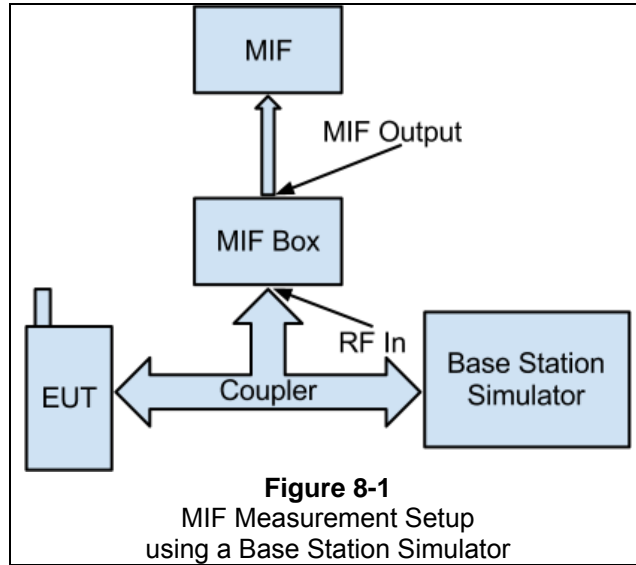 MIF
MIF Output
MIF Box
RF In
EUT
Coupler
Base Station
Simulator
Figure 8-1
MIF Measurement Setup
using a Base Station Simulator